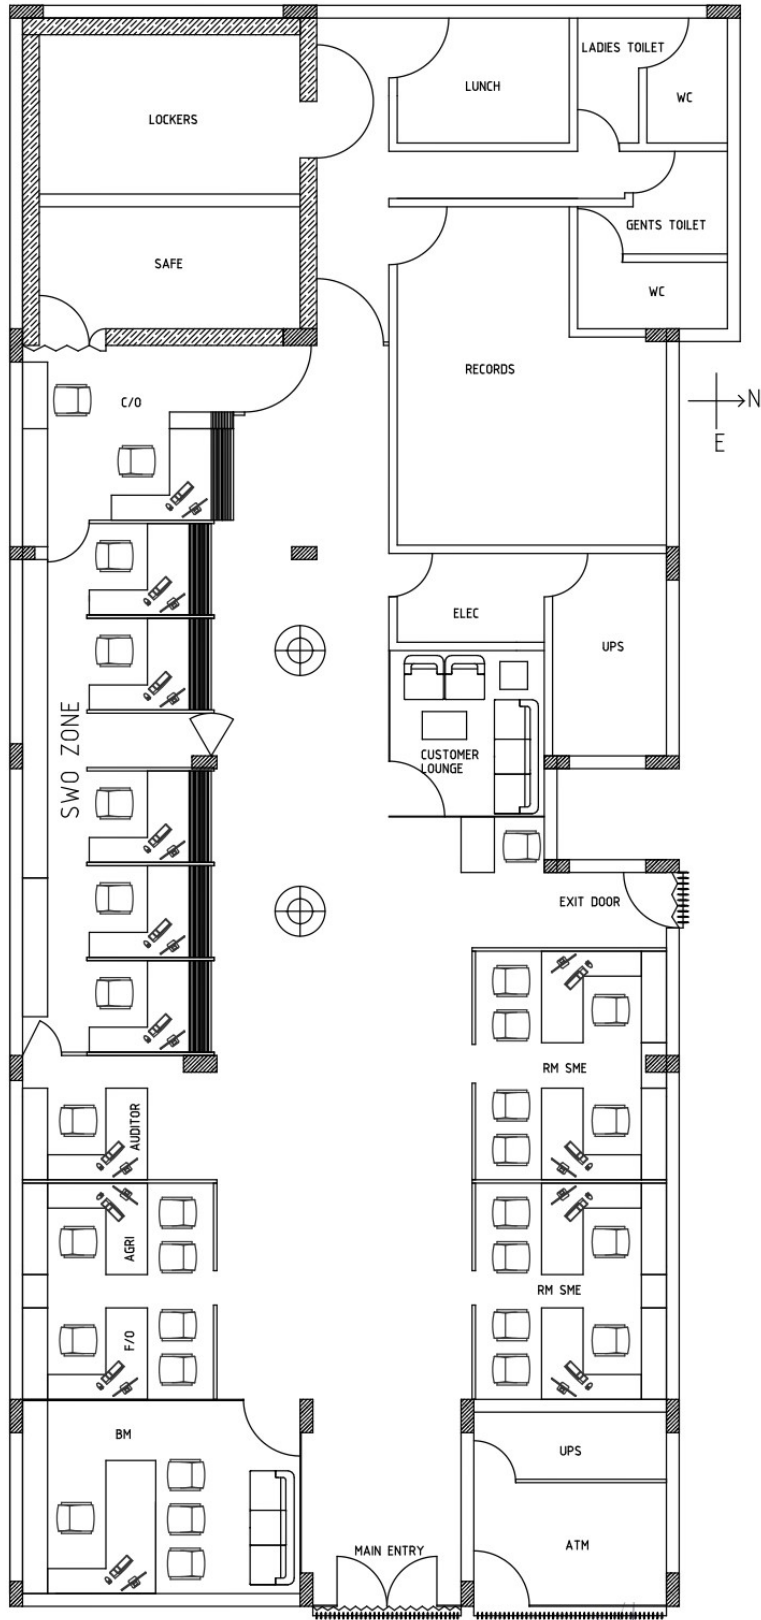 LADIES TOILET
LUNCH
WC
LOCKERS
GENTS TOILET
SAFE
WC
RECORDS
C/O
N
E
ELEC
UPS
SWO ZONE
CUSTOMER
LOUNGE
EXIT DOOR
RM SME
AUDITOR
AGRI
RM SME
F/O
BM
UPS
MAIN ENTRY
ATM